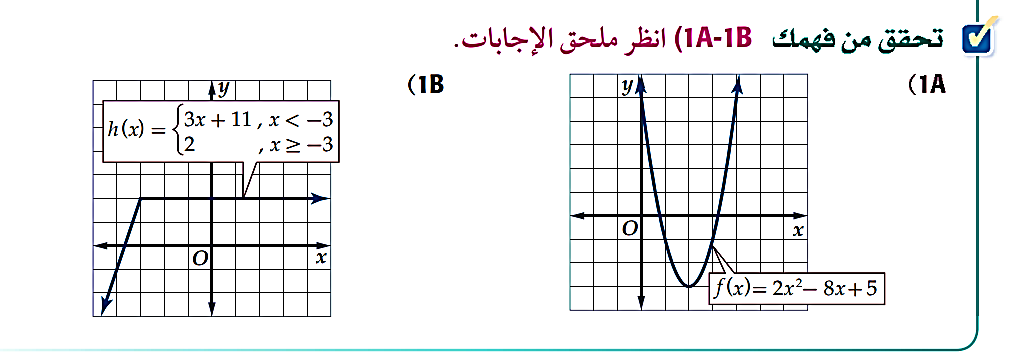 تحقق من فهمك 1A-1B) انظر ملحق الإجابات.
1A)
y
O
x
f(x) = 2x² − 8x + 5
1B)
y
h(x) = { 3x + 11 , x < −3
2 , x ≥ −3
O
x